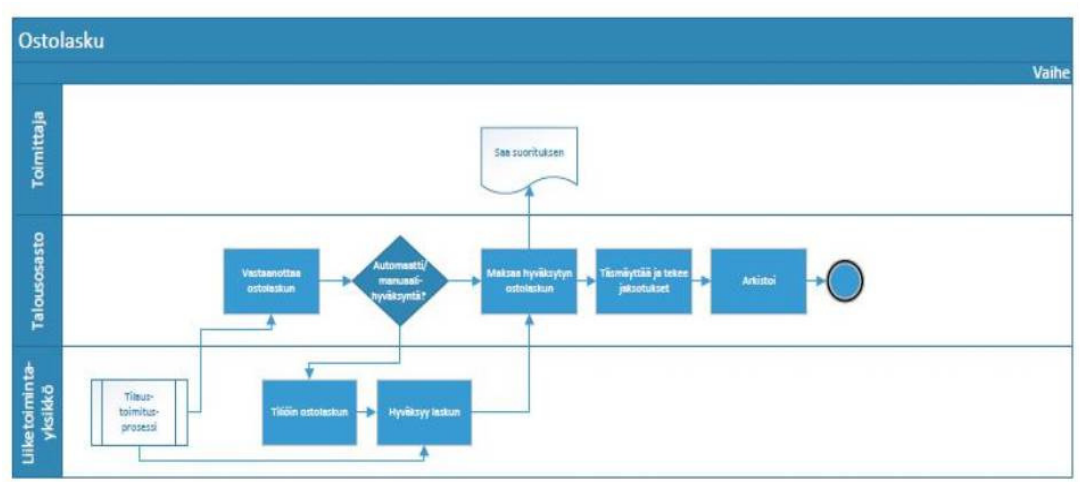 Ostolasku
Vaihe
Toimittaja
Saa suorituksen
Talousosasto
Vastaanottaa
ostolaskun
Automaatti/
manuaali-
hyväksyntä?
Maksaa hyväksytyn
ostolaskun
Täsmäyttää ja tekee
jaksotukset
Arkistoi
Liiketoiminta-
yksikkö
Tilaus-
toimitus-
prosessi
Tiliöin ostolaskun
Hyväksyy laskun